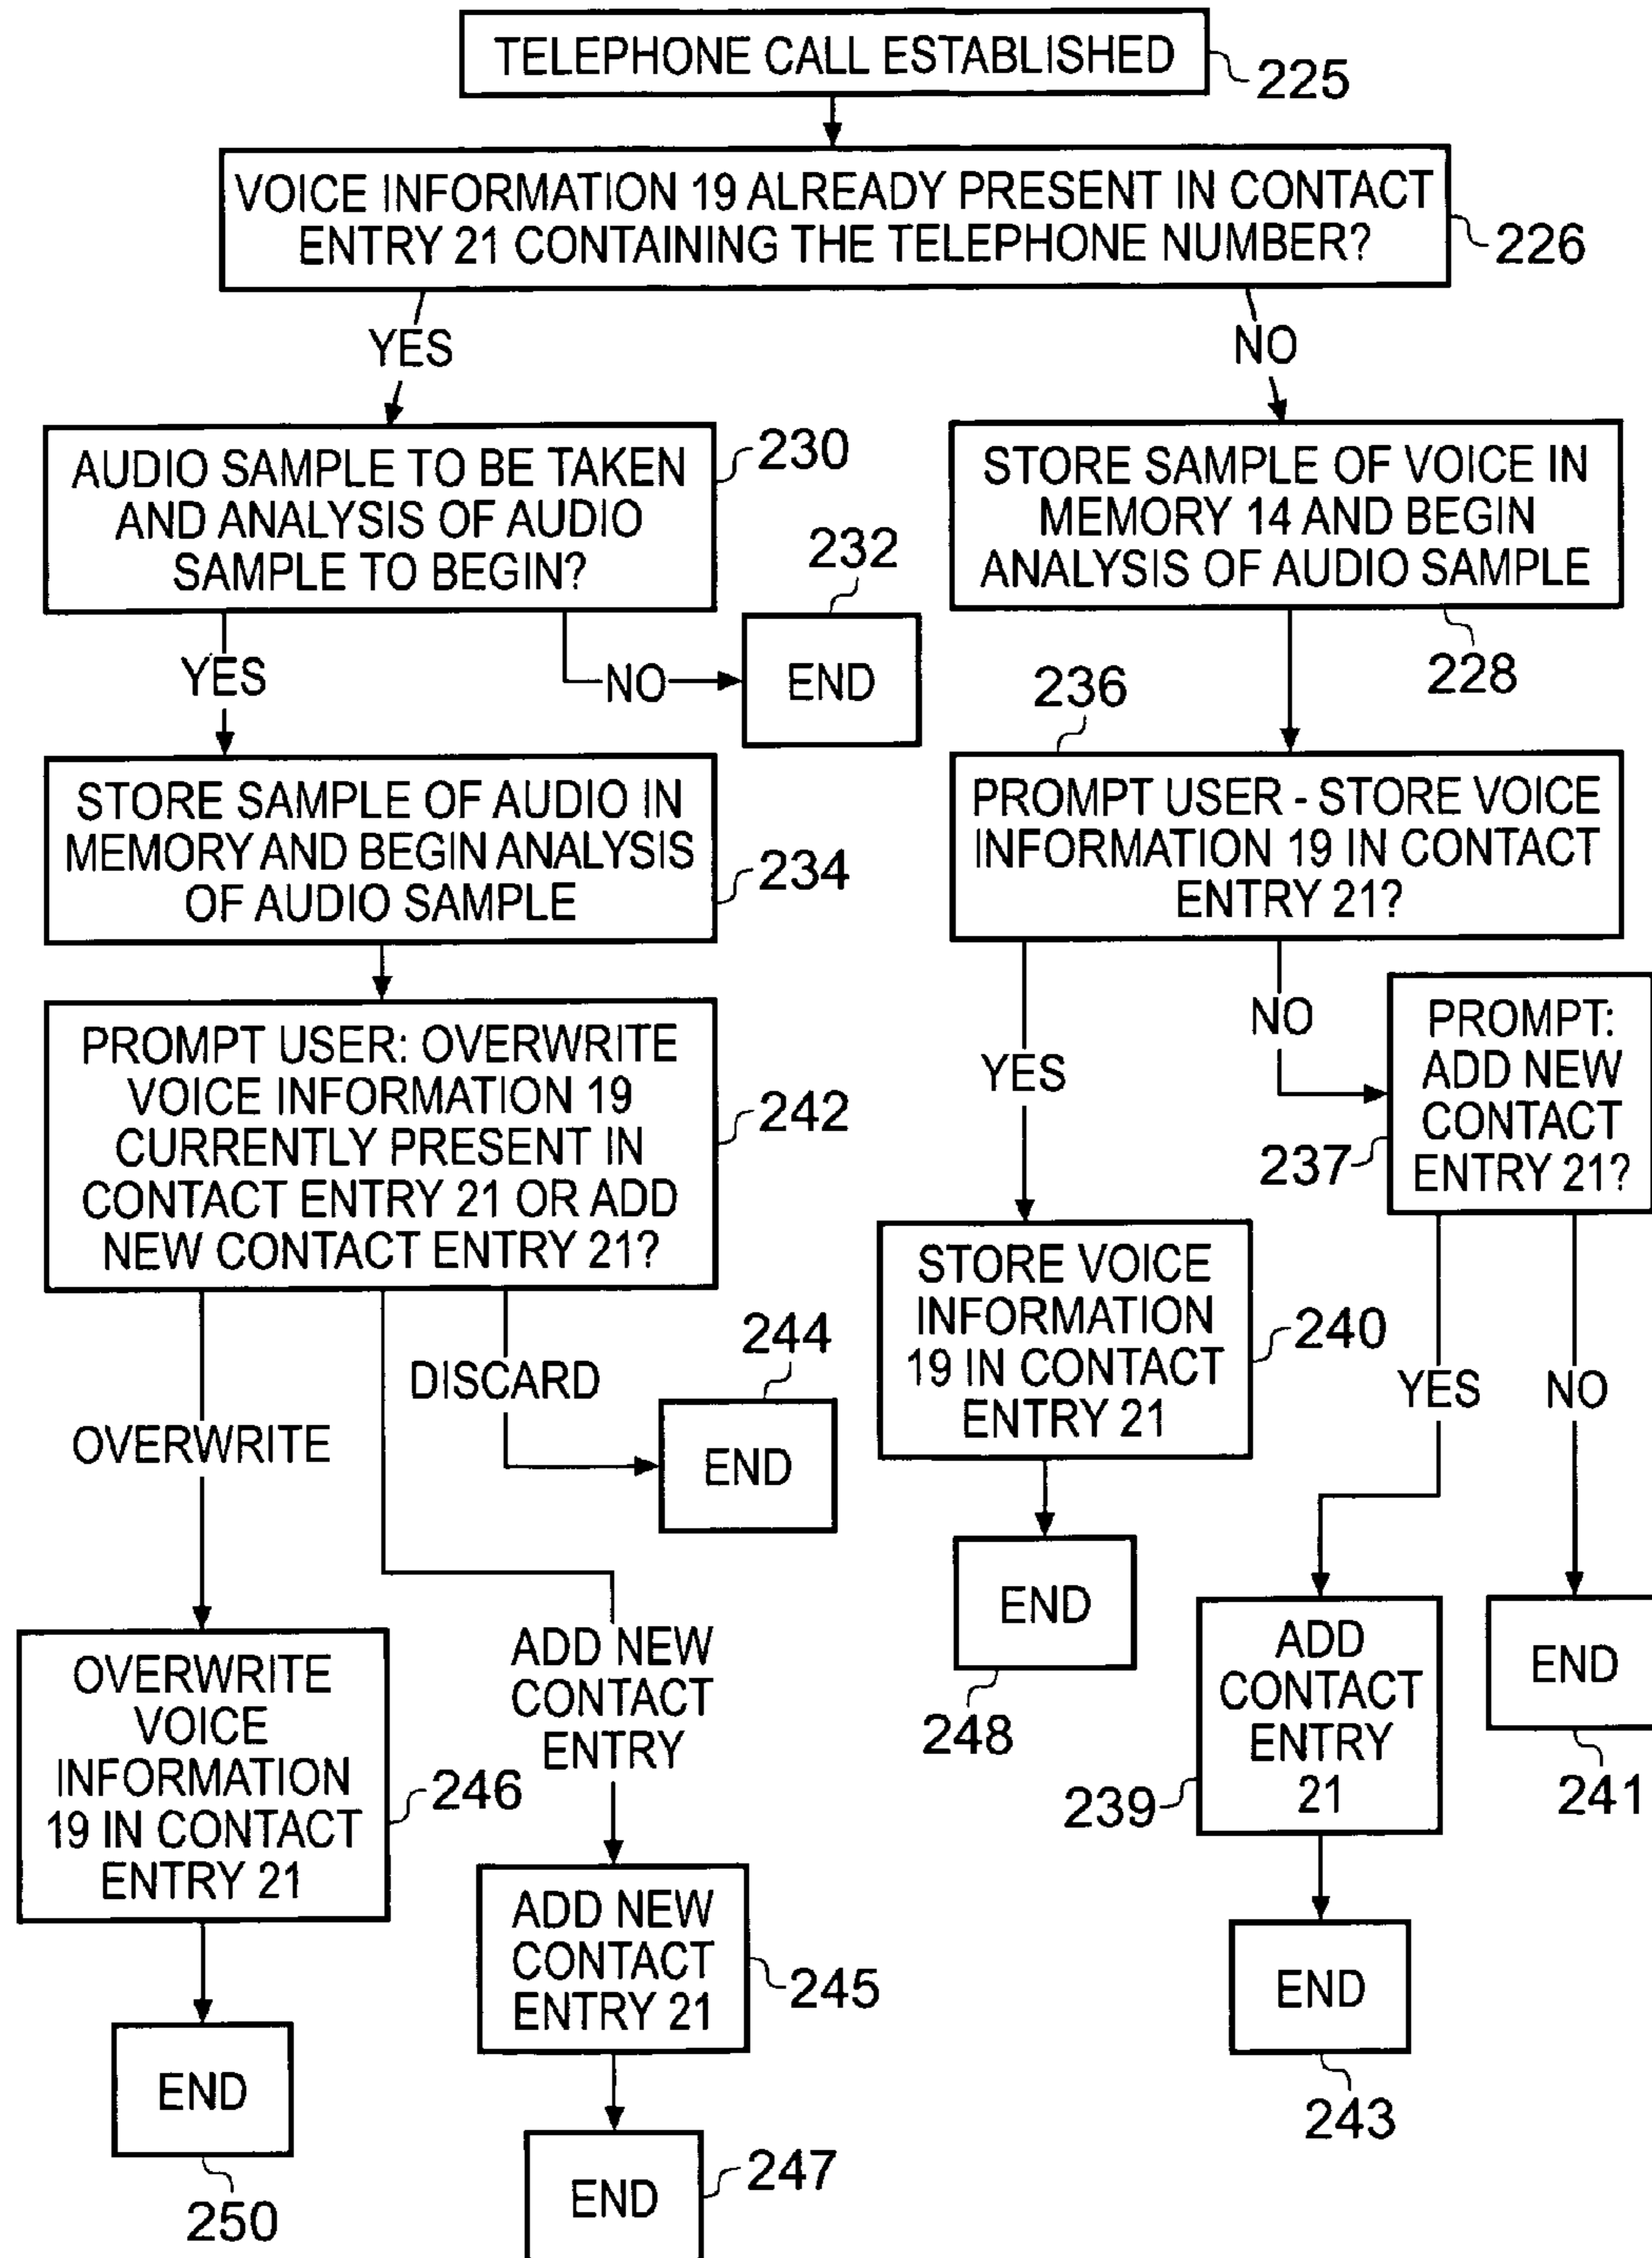 TELEPHONE CALL ESTABLISHED
225
VOICE INFORMATION 19 ALREADY PRESENT IN CONTACT
ENTRY 21 CONTAINING THE TELEPHONE NUMBER?
226
YES
NO
AUDIO SAMPLE TO BE TAKEN
AND ANALYSIS OF AUDIO
SAMPLE TO BEGIN?
230
STORE SAMPLE OF VOICE IN
MEMORY 14 AND BEGIN
ANALYSIS OF AUDIO SAMPLE
228
YES
NO
232
END
STORE SAMPLE OF AUDIO IN
MEMORY AND BEGIN ANALYSIS
OF AUDIO SAMPLE
234
236
PROMPT USER - STORE VOICE
INFORMATION 19 IN CONTACT
ENTRY 21?
PROMPT USER: OVERWRITE
VOICE INFORMATION 19
CURRENTLY PRESENT IN
CONTACT ENTRY 21 OR ADD
NEW CONTACT ENTRY 21?
242
YES
NO
PROMPT:
ADD NEW
CONTACT
ENTRY 21?
237
OVERWRITE
DISCARD
244
END
STORE VOICE
INFORMATION
19 IN CONTACT
ENTRY 21
240
YES
NO
END
248
ADD NEW
CONTACT
ENTRY
OVERWRITE
VOICE
INFORMATION
19 IN CONTACT
ENTRY 21
246
ADD
CONTACT
ENTRY
21
239
END
241
ADD NEW
CONTACT
ENTRY 21
245
END
243
END
250
END
247